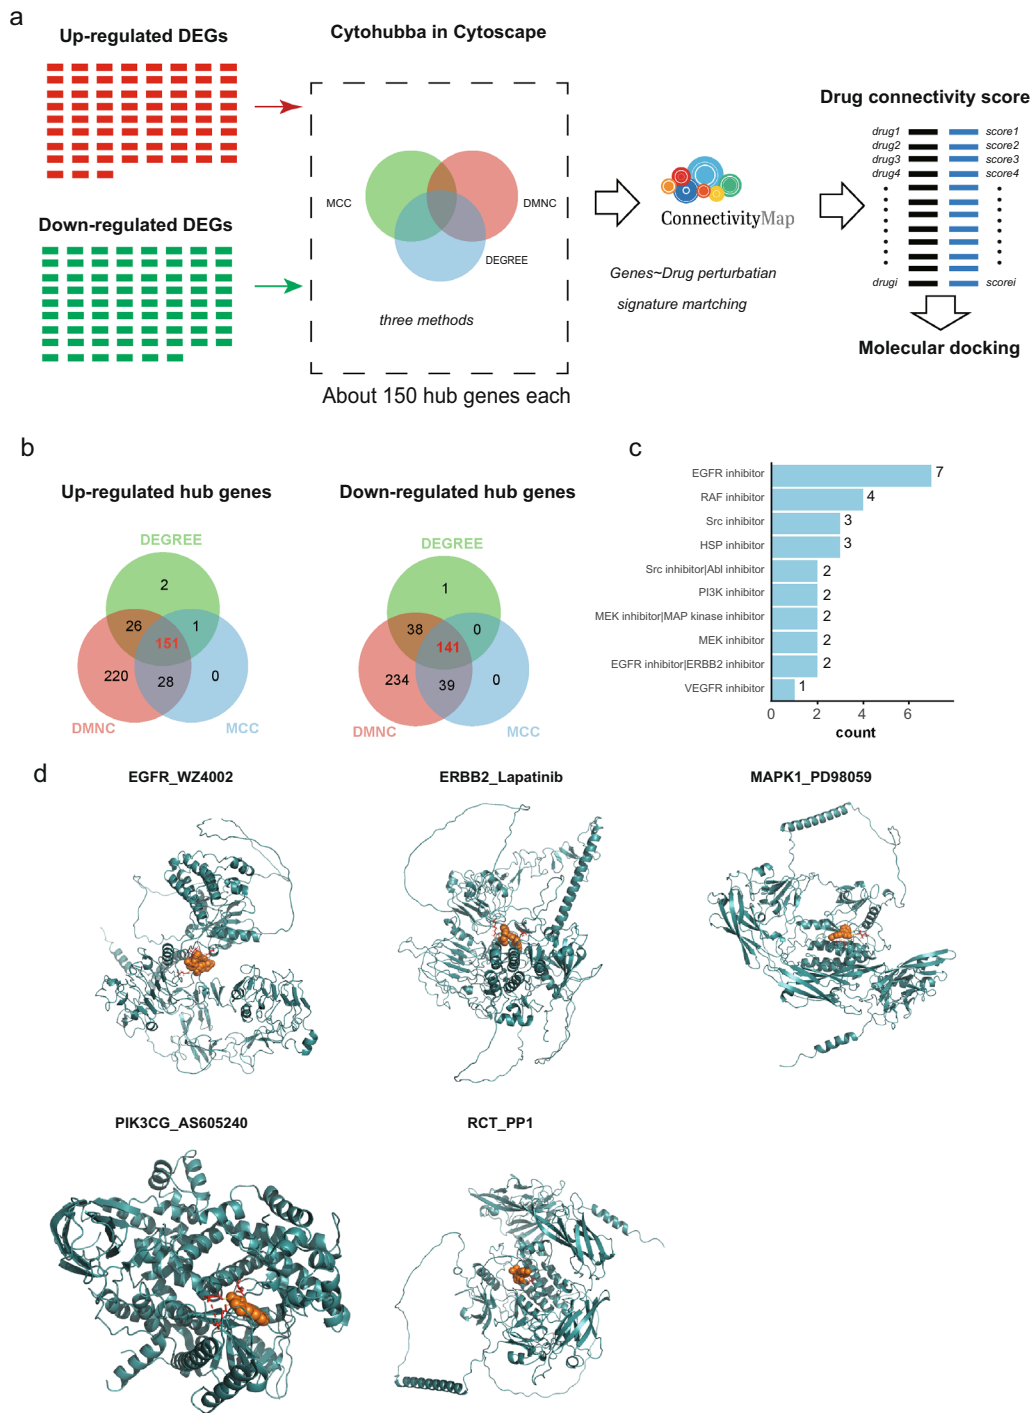 a
Up-regulated DEGs
Down-regulated DEGs
Cytohubba in Cytoscape
MCC
DMNC
DEGREE
three methods
About 150 hub genes each
ConnectivityMap
Genes~Drug perturbatian
signature martching
Drug connectivity score
drug1 score1
drug2 score2
drug3 score3
drug4 score4
drugi scorei
Molecular docking
b
Up-regulated hub genes
DEGREE
2
26
151
1
220
28
0
DMNC
MCC
Down-regulated hub genes
DEGREE
1
38
141
0
234
39
0
DMNC
MCC
c
EGFR inhibitor 7
RAF inhibitor 4
Src inhibitor 3
HSP inhibitor 3
Src inhibitor|Abl inhibitor 2
PI3K inhibitor 2
MEK inhibitor|MAP kinase inhibitor 2
MEK inhibitor 2
EGFR inhibitor|ERBB2 inhibitor 2
VEGFR inhibitor 1
0 2 4 6
count
d
EGFR_WZ4002
ERBB2_Lapatinib
MAPK1_PD98059
PIK3CG_AS605240
RCT_PP1